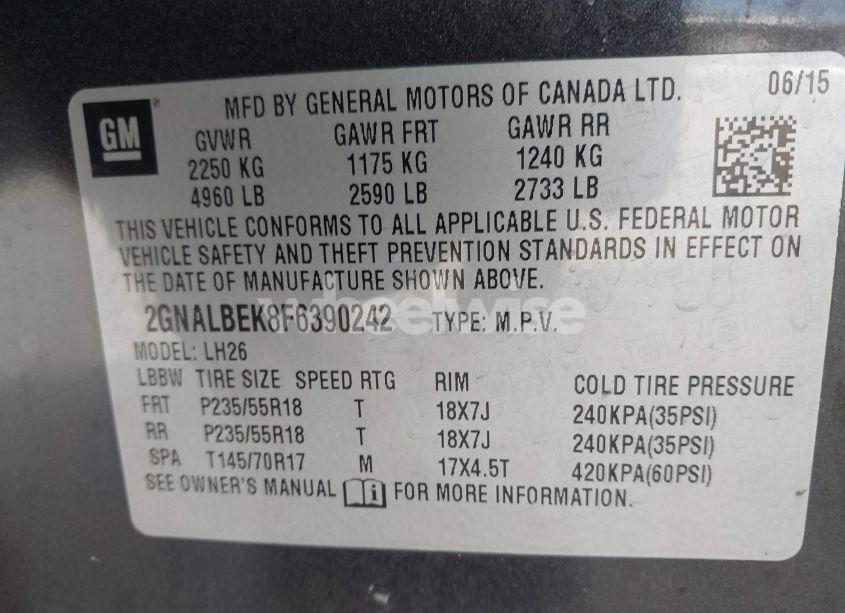 GM
MFD BY GENERAL MOTORS OF CANADA LTD. 06/15
GVWR GAWR FRT GAWR RR
2250 KG 1175 KG 1240 KG
4960 LB 2590 LB 2733 LB
THIS VEHICLE CONFORMS TO ALL APPLICABLE U.S. FEDERAL MOTOR
VEHICLE SAFETY AND THEFT PREVENTION STANDARDS IN EFFECT ON
THE DATE OF MANUFACTURE SHOWN ABOVE.
wheelwise
2GNALBEK8F6390242 TYPE: M.P.V.
MODEL: LH26
LBBW TIRE SIZE SPEED RTG RIM COLD TIRE PRESSURE
FRT P235/55R18 T 18X7J 240KPA(35PSI)
RR P235/55R18 T 18X7J 240KPA(35PSI)
SPA T145/70R17 M 17X4.5T 420KPA(60PSI)
SEE OWNER'S MANUAL i FOR MORE INFORMATION.